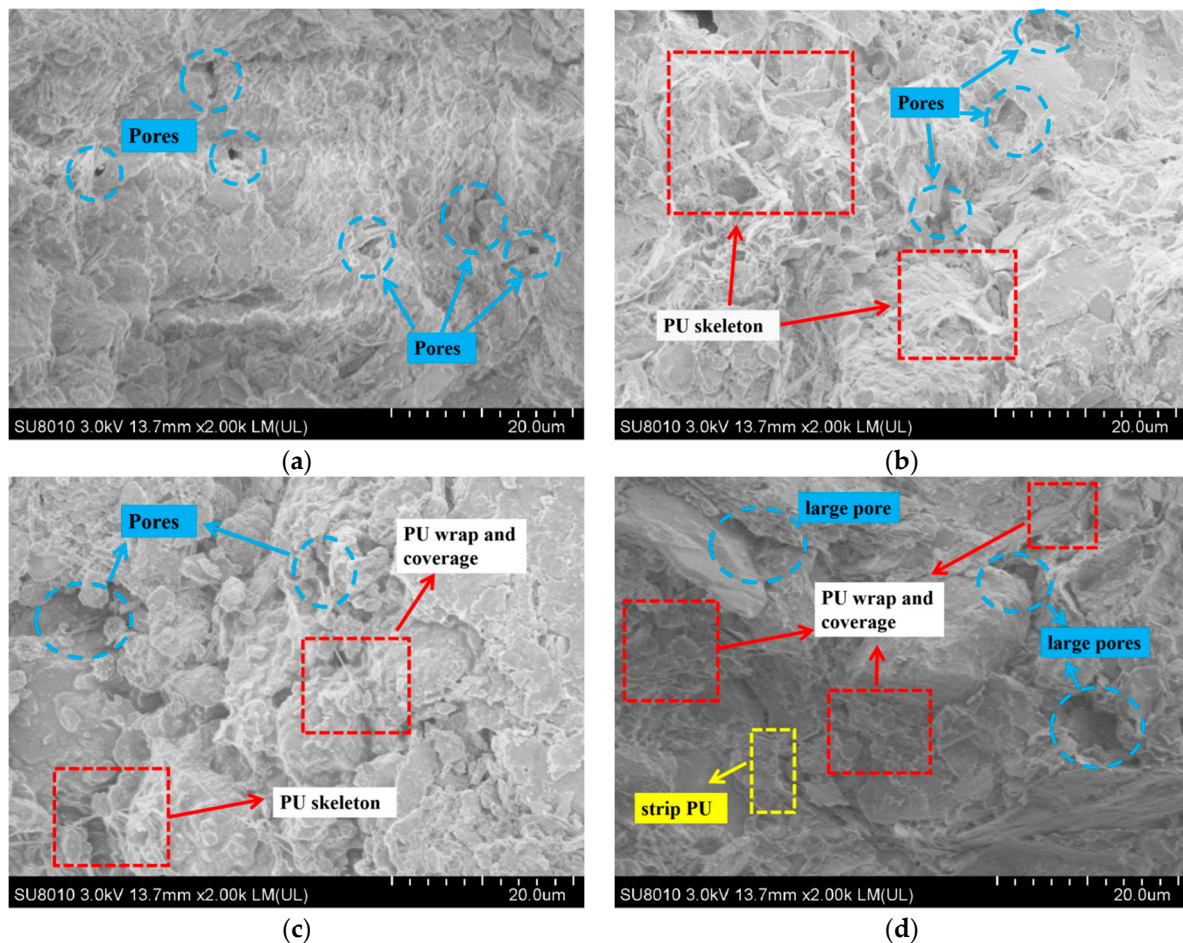 Pores
Pores
SU8010 3.0kV 13.7mm x2.00k LM(UL)
20.0um
(a)
Pores
PU skeleton
SU8010 3.0kV 13.7mm x2.00k LM(UL)
20.0um
(b)
Pores
PU wrap and
coverage
PU skeleton
SU8010 3.0kV 13.7mm x2.00k LM(UL)
20.0um
(c)
large pore
PU wrap and
coverage
large pores
strip PU
SU8010 3.0kV 13.7mm x2.00k LM(UL)
20.0um
(d)